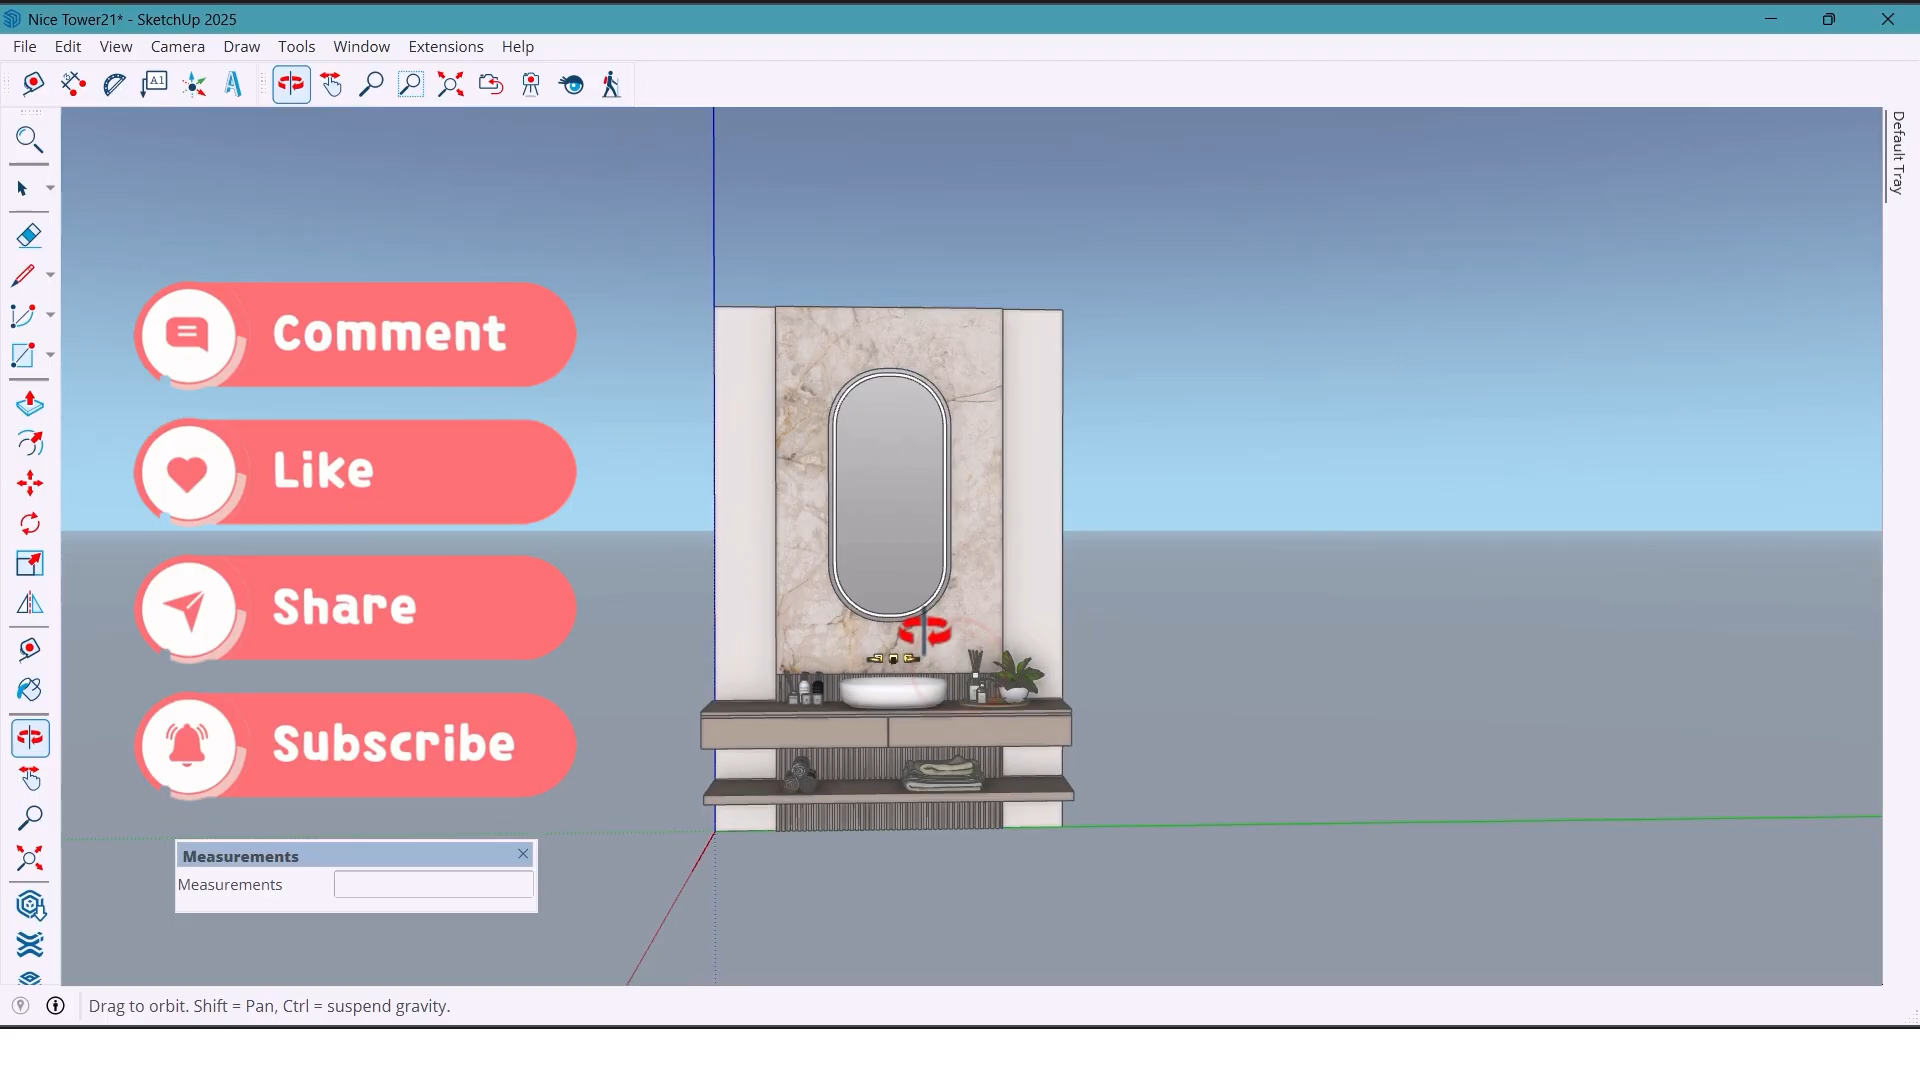 Nice Tower21* - SketchUp 2025
File Edit View Camera Draw Tools Window Extensions Help
A1
Default Tray
Comment
Like
Share
Subscribe
Measurements
Measurements
Drag to orbit. Shift = Pan, Ctrl = suspend gravity.